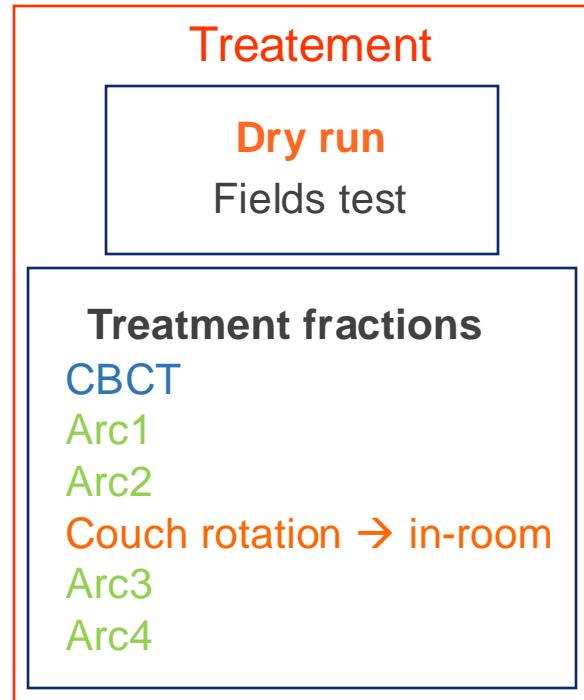 Treatement
Dry run
Fields test
Treatment fractions
CBCT
Arc1
Arc2
Couch rotation → in-room
Arc3
Arc4